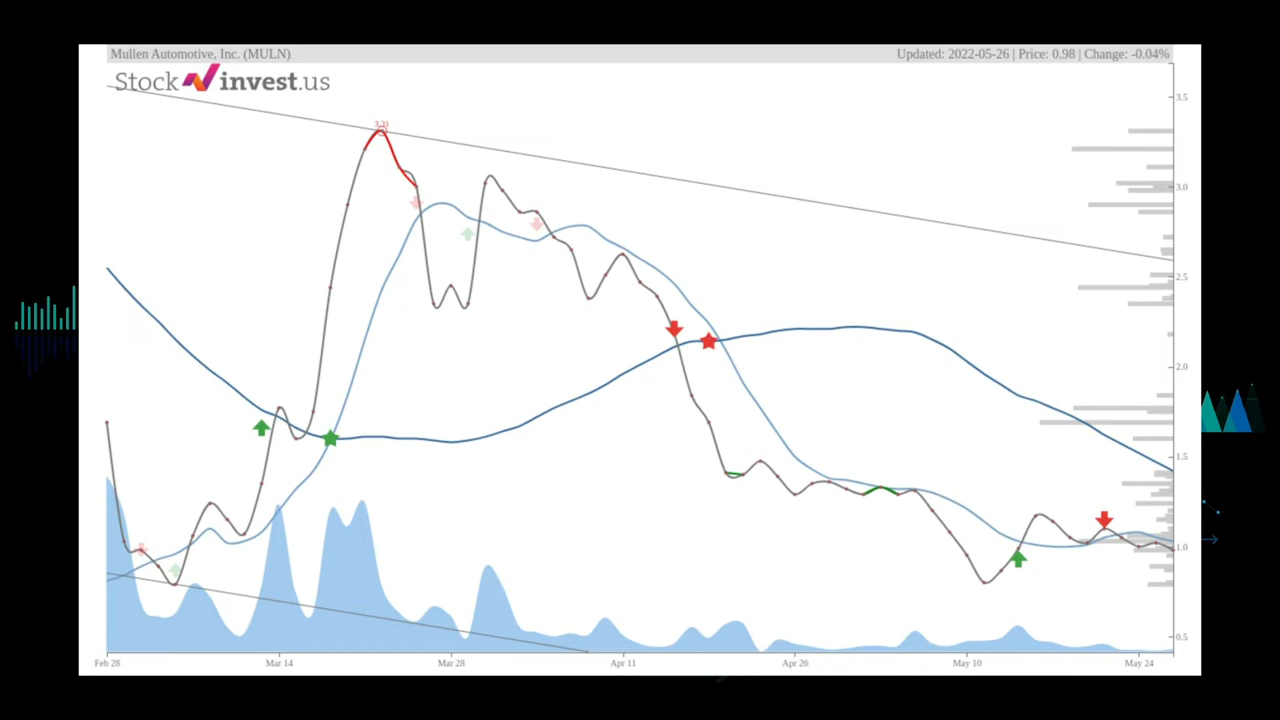 Mullen Automotive, Inc. (MULN)
Updated: 2022-05-26 | Price: 0.98 | Change: -0.04%
Stock invest.us
3.5
3.31
3.0
2.5
2.0
1.5
1.0
0.5
Feb 28
Mar 14
Mar 28
Apr 11
Apr 26
May 10
May 24